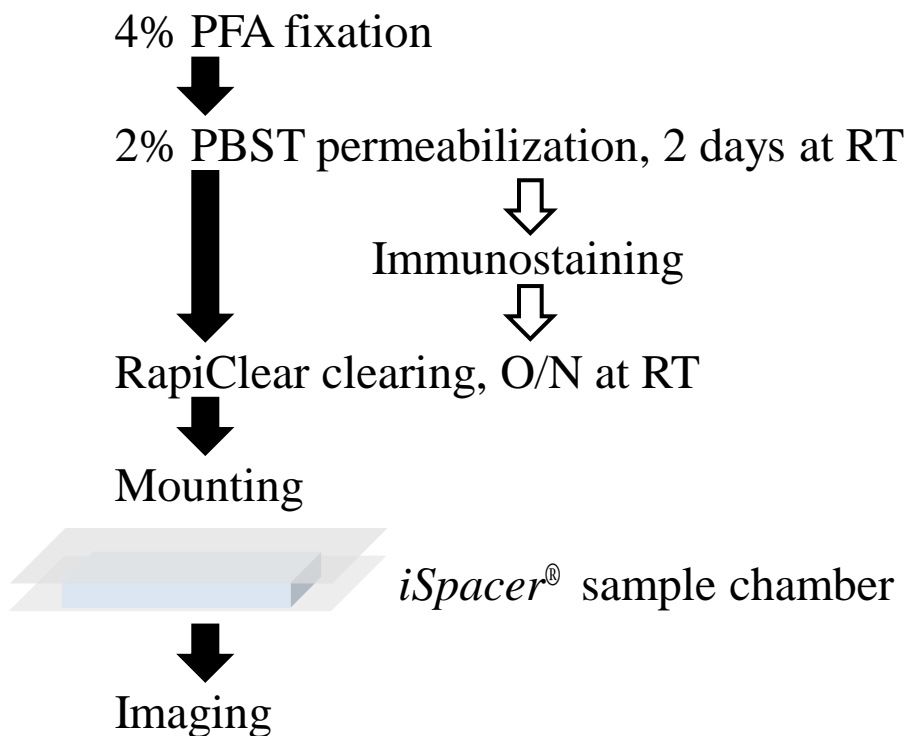 4% PFA fixation
2% PBST permeabilization, 2 days at RT
Immunostaining
RapiClear clearing, O/N at RT
Mounting
iSpacer® sample chamber
Imaging